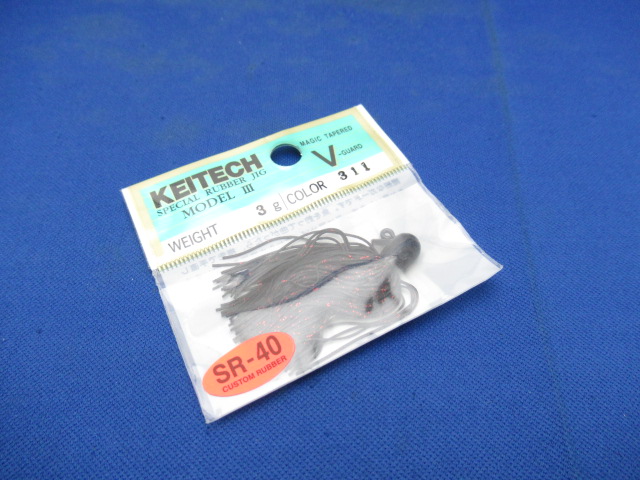 KEITECH
SPECIAL RUBBER JIG
MODEL III
MAGIC TAPERED
V-GUARD
WEIGHT 3 g COLOR 311
SR-40
CUSTOM RUBBER